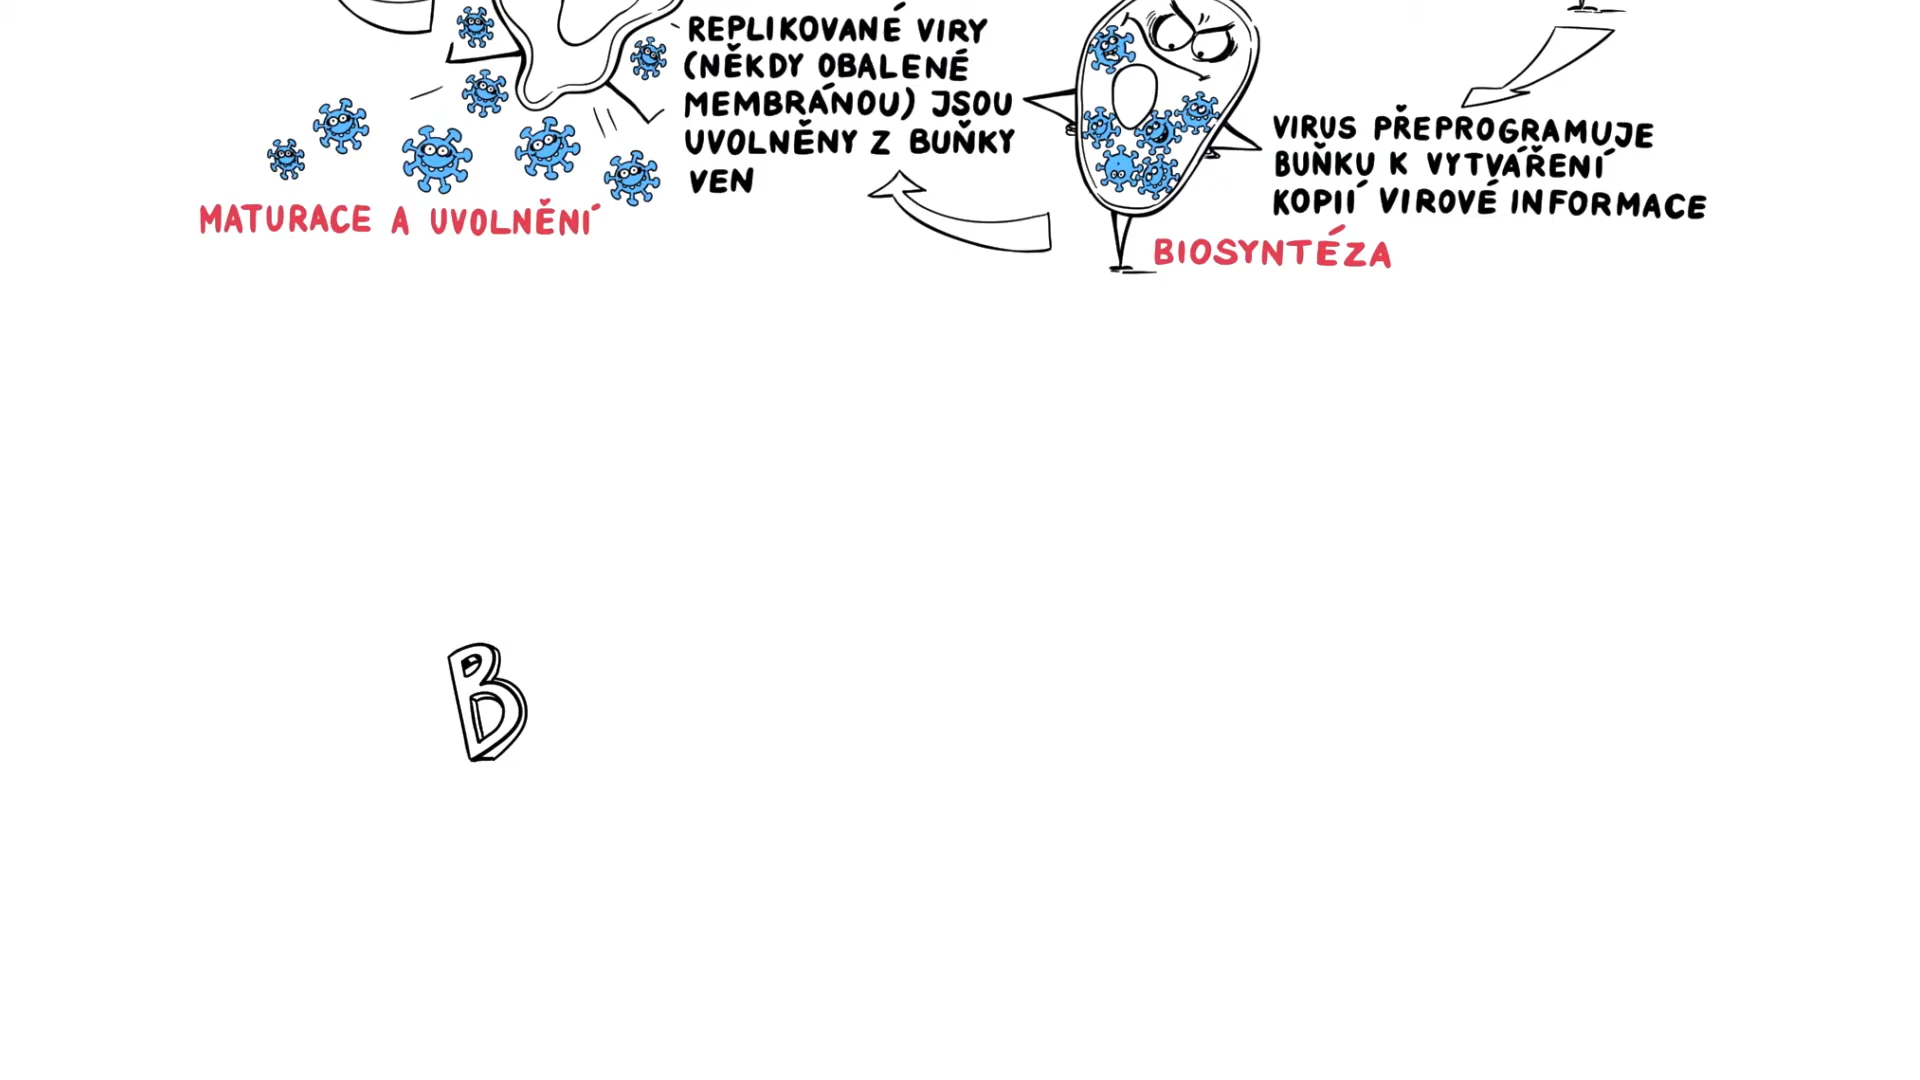 REPLIKOVANÉ VIRY
(NĚKDY OBALENÉ
MEMBRÁNOU) JSOU
UVOLNĚNY Z BUŇKY
VEN
MATURACE A UVOLNĚNÍ
VIRUS PŘEPROGRAMUJE
BUŇKU K VYTVÁŘENÍ
KOPIÍ VIROVÉ INFORMACE
BIOSYNTÉZA
B